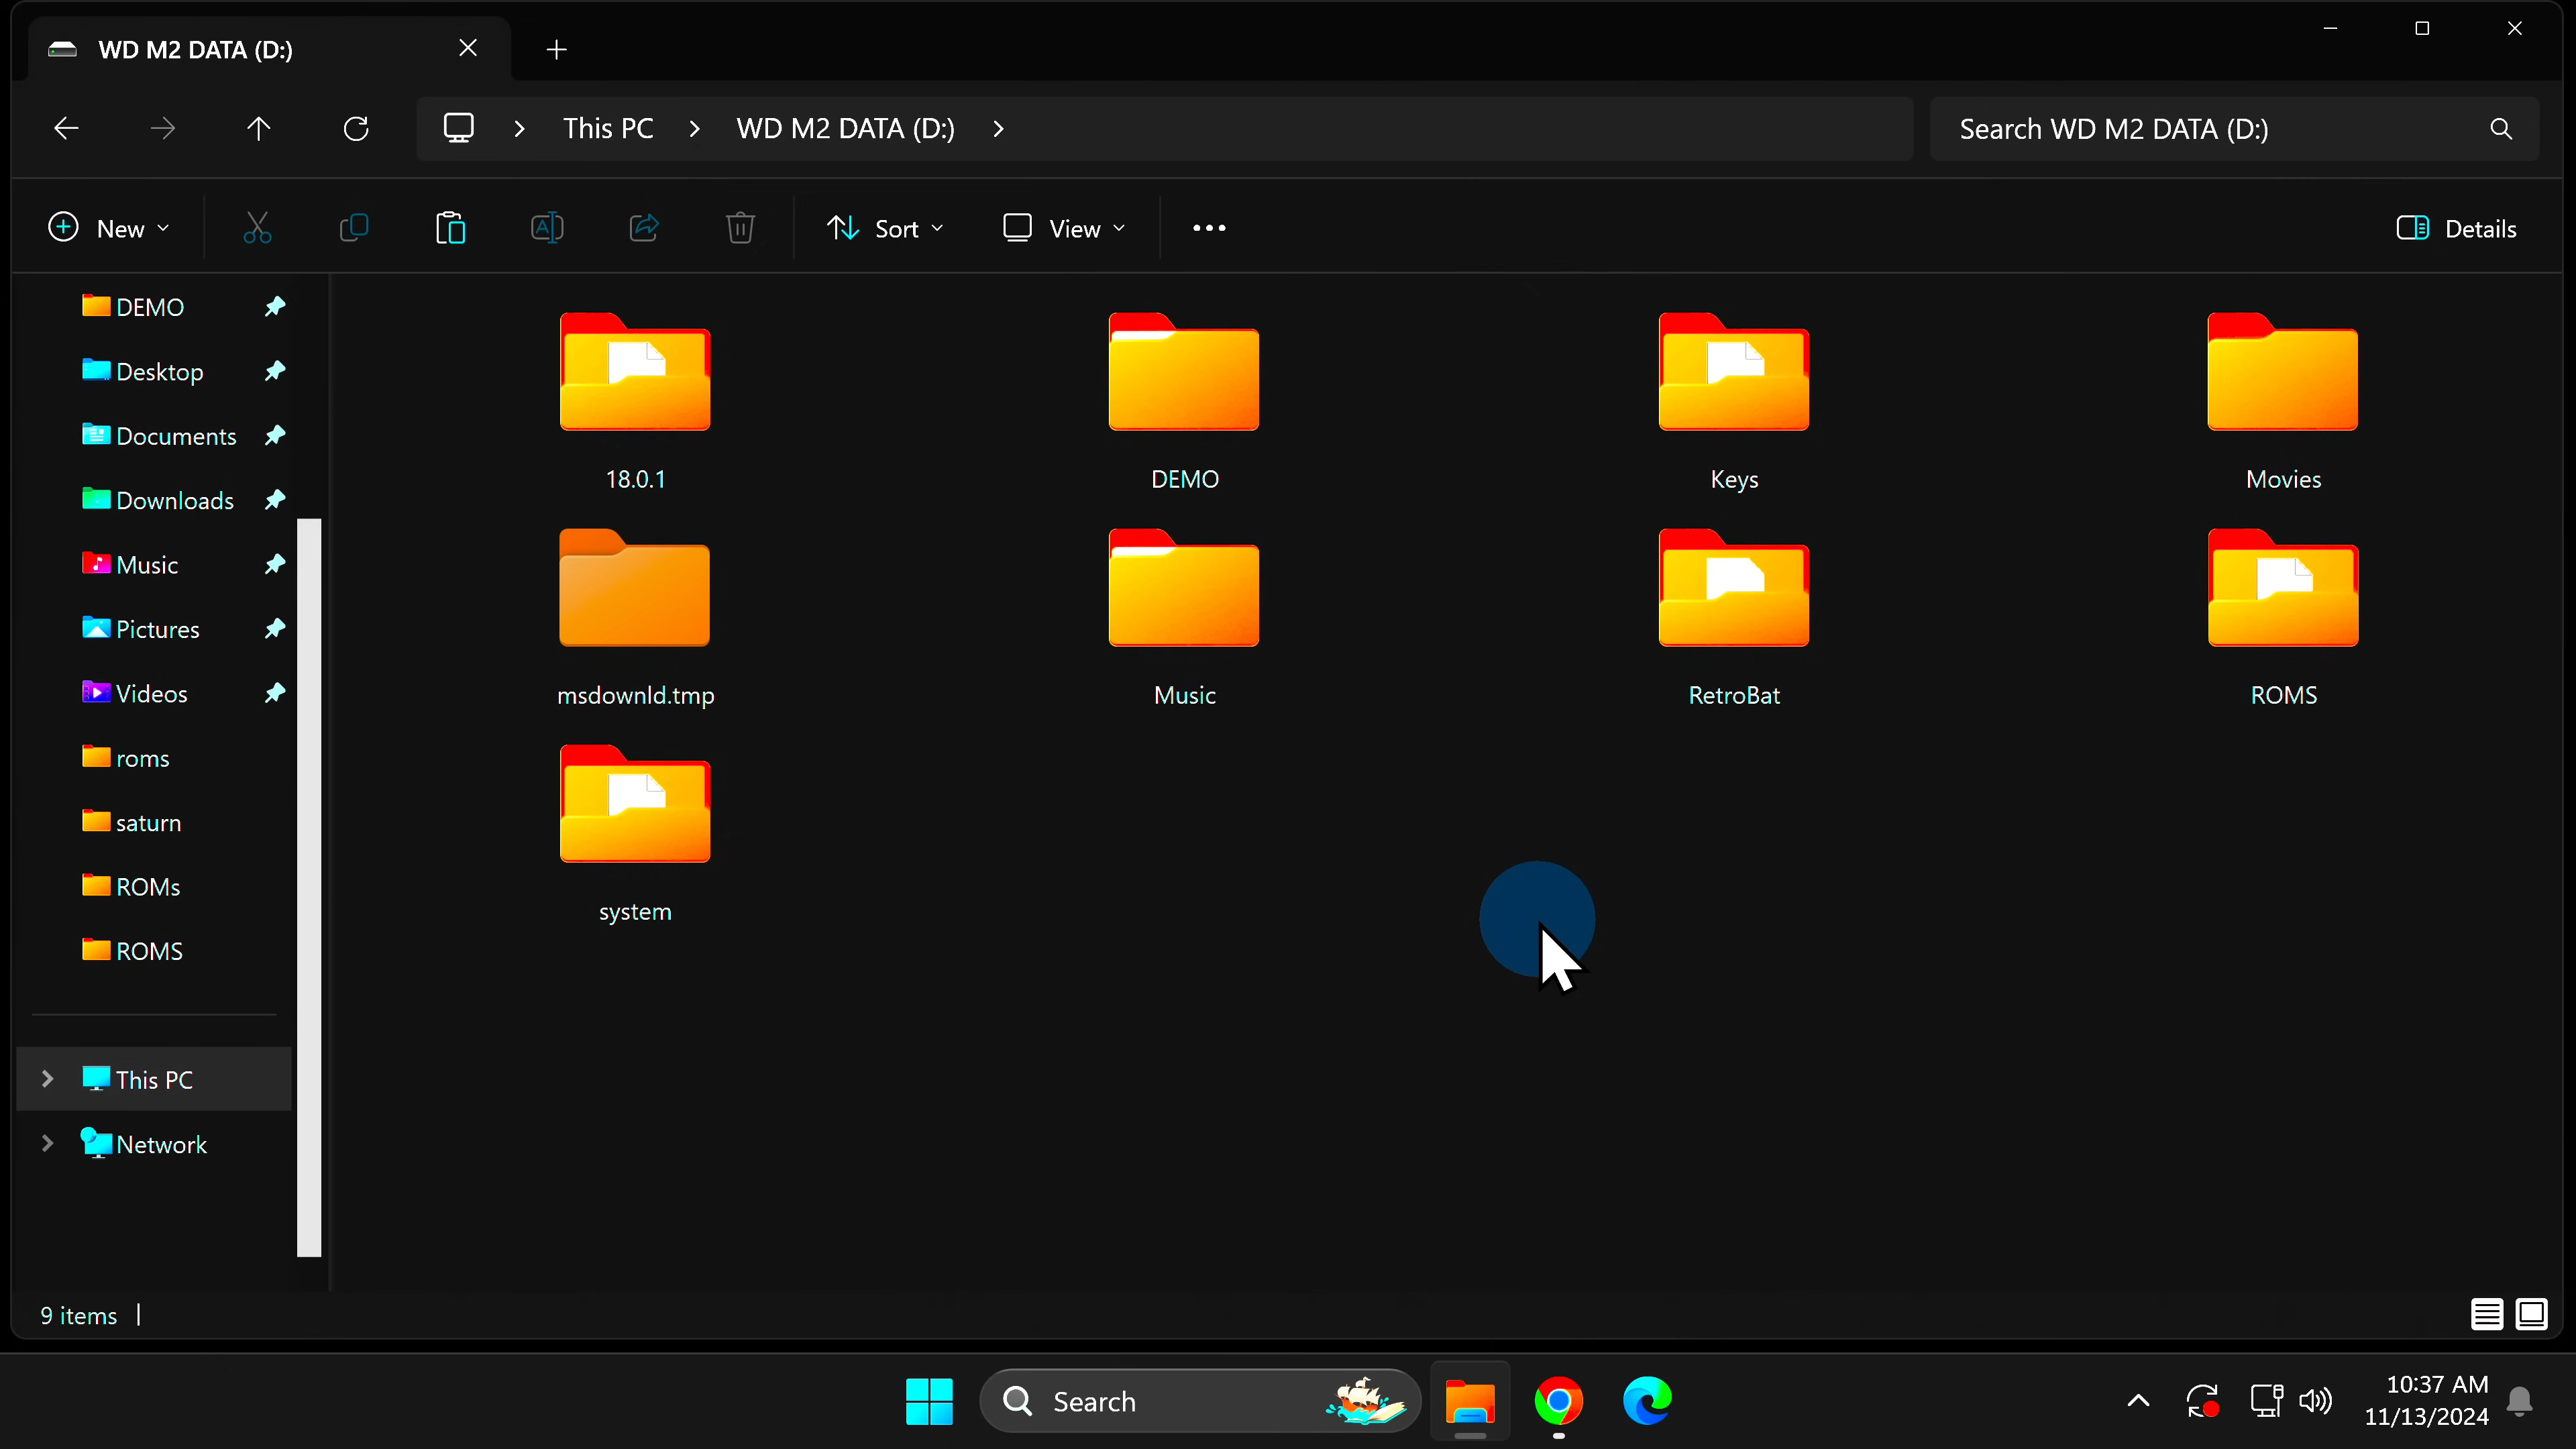 WD M2 DATA (D:)
This PC
WD M2 DATA (D:)
Search WD M2 DATA (D:)
New
Sort
View
Details
DEMO
Desktop
Documents
Downloads
Music
Pictures
Videos
roms
saturn
ROMs
ROMS
This PC
Network
18.0.1
DEMO
Keys
Movies
msdownld.tmp
Music
RetroBat
ROMS
system
9 items
Search
10:37 AM
11/13/2024